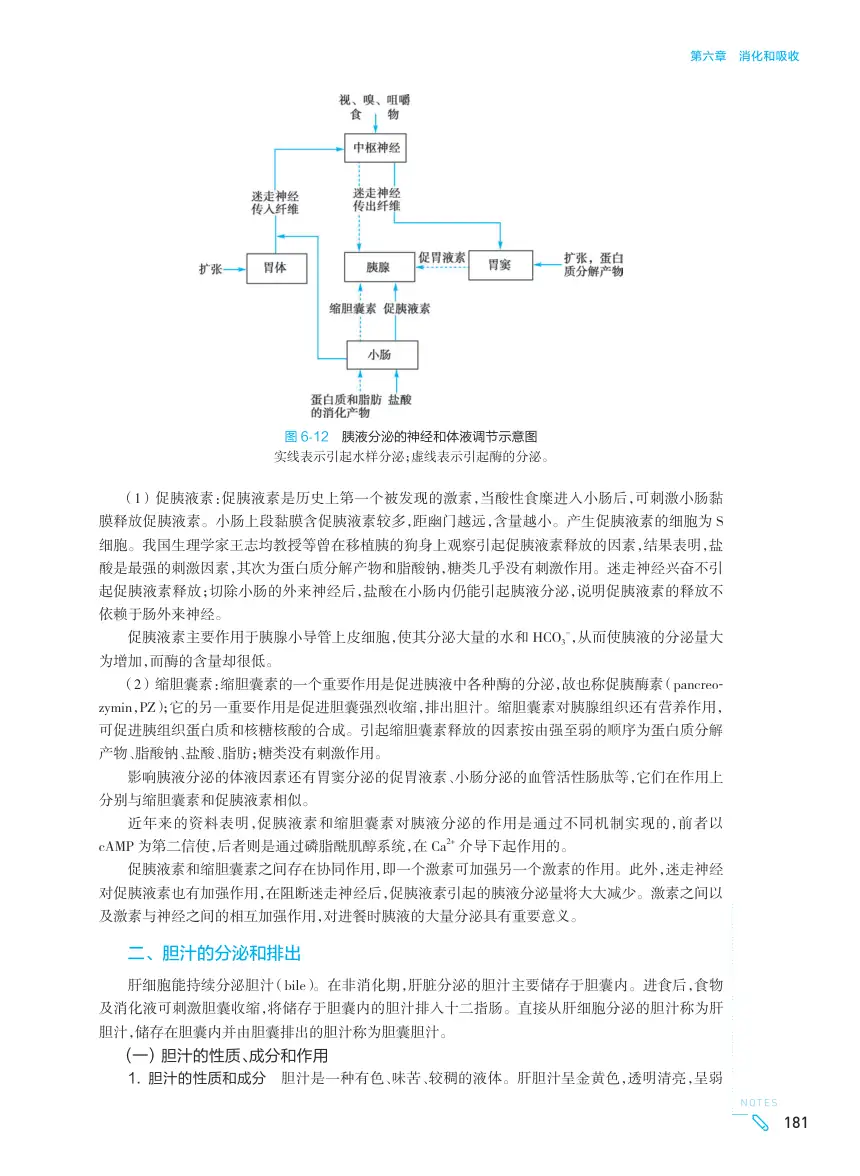 第六章 消化和吸收
视、嗅、咀嚼
食 物
中枢神经
迷走神经
传入纤维
迷走神经
传出纤维
扩张
胃体
胰腺
促胃液素
胃窦
扩张，蛋白
质分解产物
缩胆囊素 促胰液素
小肠
蛋白质和脂肪 盐酸
的消化产物
图 6-12 胰液分泌的神经和体液调节示意图
实线表示引起水样分泌；虚线表示引起酶的分泌。
（1）促胰液素：促胰液素是历史上第一个被发现的激素，当酸性食糜进入小肠后，可刺激小肠黏
膜释放促胰液素。小肠上段黏膜含促胰液素较多，距幽门越远，含量越小。产生促胰液素的细胞为 S
细胞。我国生理学家王志均教授等曾在移植胰的狗身上观察引起促胰液素释放的因素，结果表明，盐
酸是最强的刺激因素，其次为蛋白质分解产物和脂酸钠，糖类几乎没有刺激作用。迷走神经兴奋不引
起促胰液素释放；切除小肠的外来神经后，盐酸在小肠内仍能引起胰液分泌，说明促胰液素的释放不
依赖于肠外来神经。
促胰液素主要作用于胰腺小导管上皮细胞，使其分泌大量的水和 HCO₃⁻，从而使胰液的分泌量大
为增加，而酶的含量却很低。
（2）缩胆囊素：缩胆囊素的一个重要作用是促进胰液中各种酶的分泌，故也称促胰酶素（pancreo-
zymin，PZ）；它的另一重要作用是促进胆囊强烈收缩，排出胆汁。缩胆囊素对胰腺组织还有营养作用，
可促进胰组织蛋白质和核糖核酸的合成。引起缩胆囊素释放的因素按由强至弱的顺序为蛋白质分解
产物、脂酸钠、盐酸、脂肪；糖类没有刺激作用。
影响胰液分泌的体液因素还有胃窦分泌的促胃液素、小肠分泌的血管活性肠肽等，它们在作用上
分别与缩胆囊素和促胰液素相似。
近年来的资料表明，促胰液素和缩胆囊素对胰液分泌的作用是通过不同机制实现的，前者以
cAMP 为第二信使，后者则是通过磷脂酰肌醇系统，在 Ca²⁺ 介导下起作用的。
促胰液素和缩胆囊素之间存在协同作用，即一个激素可加强另一个激素的作用。此外，迷走神经
对促胰液素也有加强作用，在阻断迷走神经后，促胰液素引起的胰液分泌量将大大减少。激素之间以
及激素与神经之间的相互加强作用，对进餐时胰液的大量分泌具有重要意义。
二、胆汁的分泌和排出
肝细胞能持续分泌胆汁（bile）。在非消化期，肝脏分泌的胆汁主要储存于胆囊内。进食后，食物
及消化液可刺激胆囊收缩，将储存于胆囊内的胆汁排入十二指肠。直接从肝细胞分泌的胆汁称为肝
胆汁，储存在胆囊内并由胆囊排出的胆汁称为胆囊胆汁。
（一）胆汁的性质、成分和作用
1. 胆汁的性质和成分 胆汁是一种有色、味苦、较稠的液体。肝胆汁呈金黄色，透明清亮，呈弱
NOTES
181